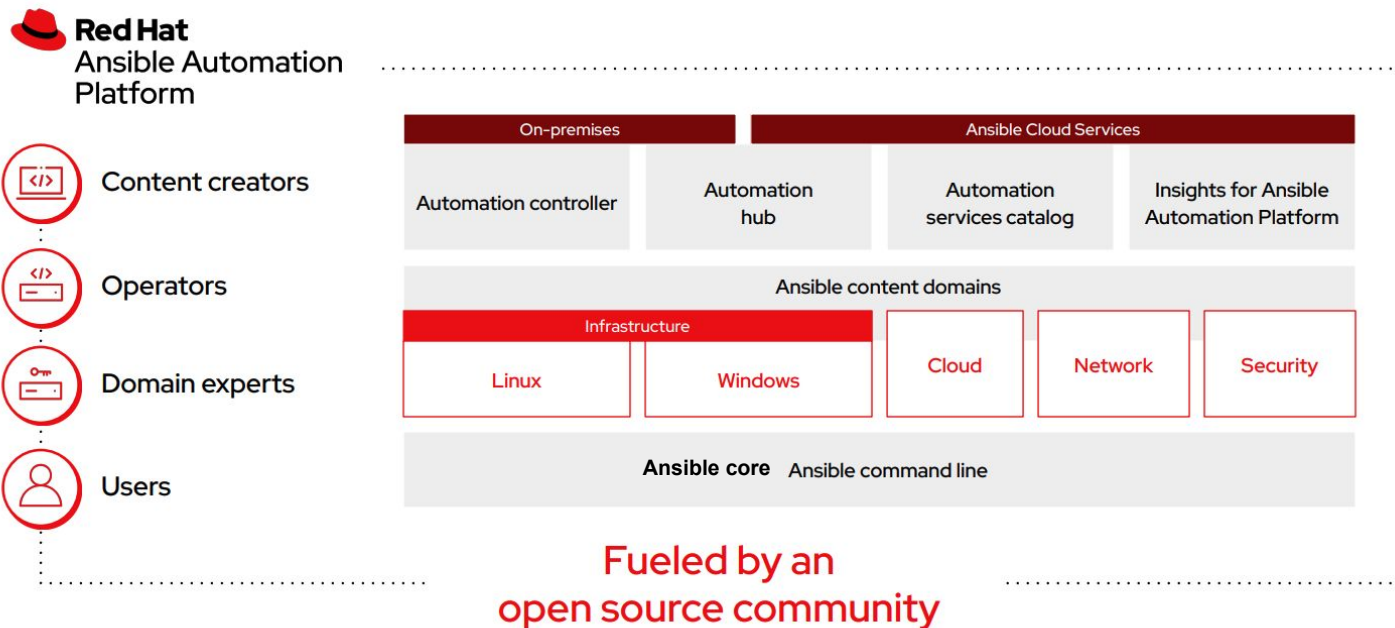 Red Hat
Ansible Automation
Platform
On-premises
Ansible Cloud Services
Content creators
Automation controller
Automation
hub
Automation
services catalog
Insights for Ansible
Automation Platform
Operators
Ansible content domains
Infrastructure
Domain experts
Linux
Windows
Cloud
Network
Security
Users
Ansible core Ansible command line
Fueled by an
open source community